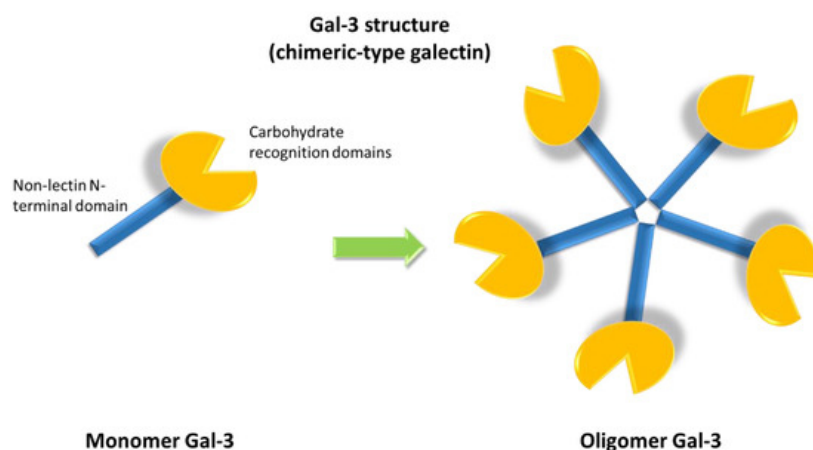 Gal-3 structure
(chimeric-type galectin)
Carbohydrate
recognition domains
Non-lectin N-
terminal domain
Monomer Gal-3
Oligomer Gal-3